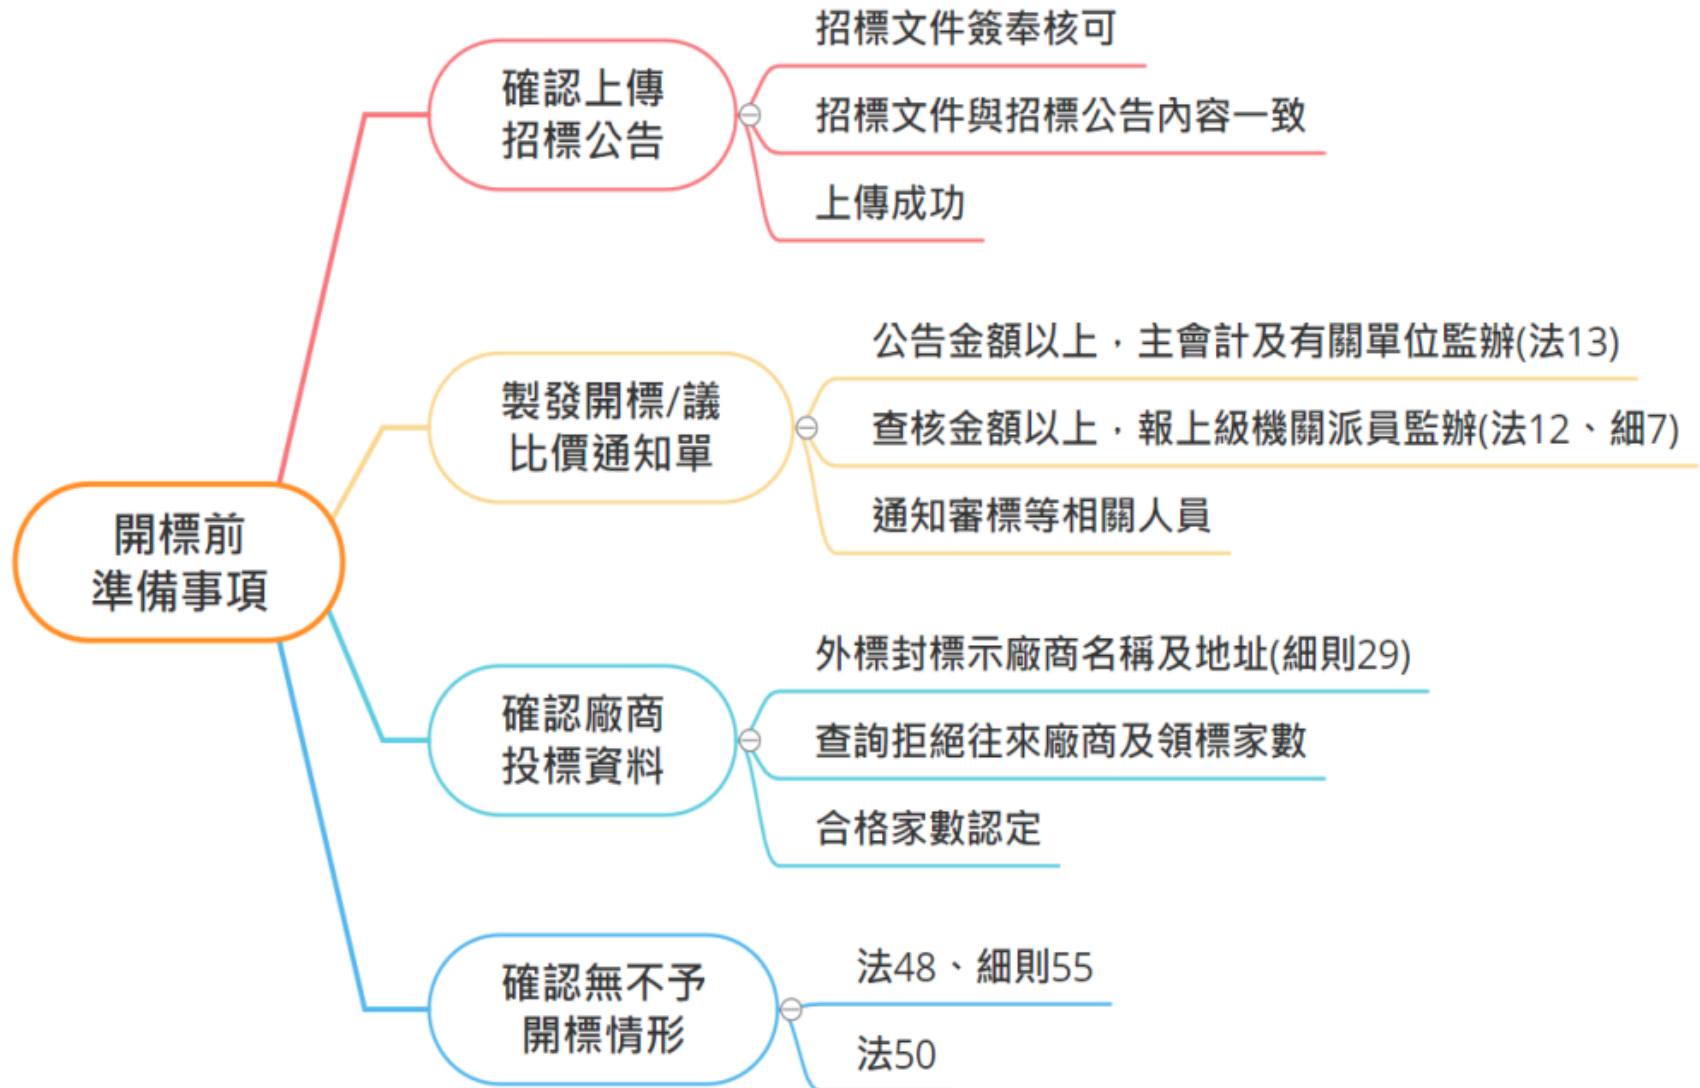 招標文件簽奉核可
確認上傳
招標公告
招標文件與招標公告內容一致
上傳成功
公告金額以上，主會計及有關單位監辦(法13)
製發開標/議
比價通知單
查核金額以上，報上級機關派員監辦(法12、細7)
通知審標等相關人員
開標前
準備事項
外標封標示廠商名稱及地址(細則29)
確認廠商
投標資料
查詢拒絕往來廠商及領標家數
合格家數認定
法48、細則55
確認無不予
開標情形
法50